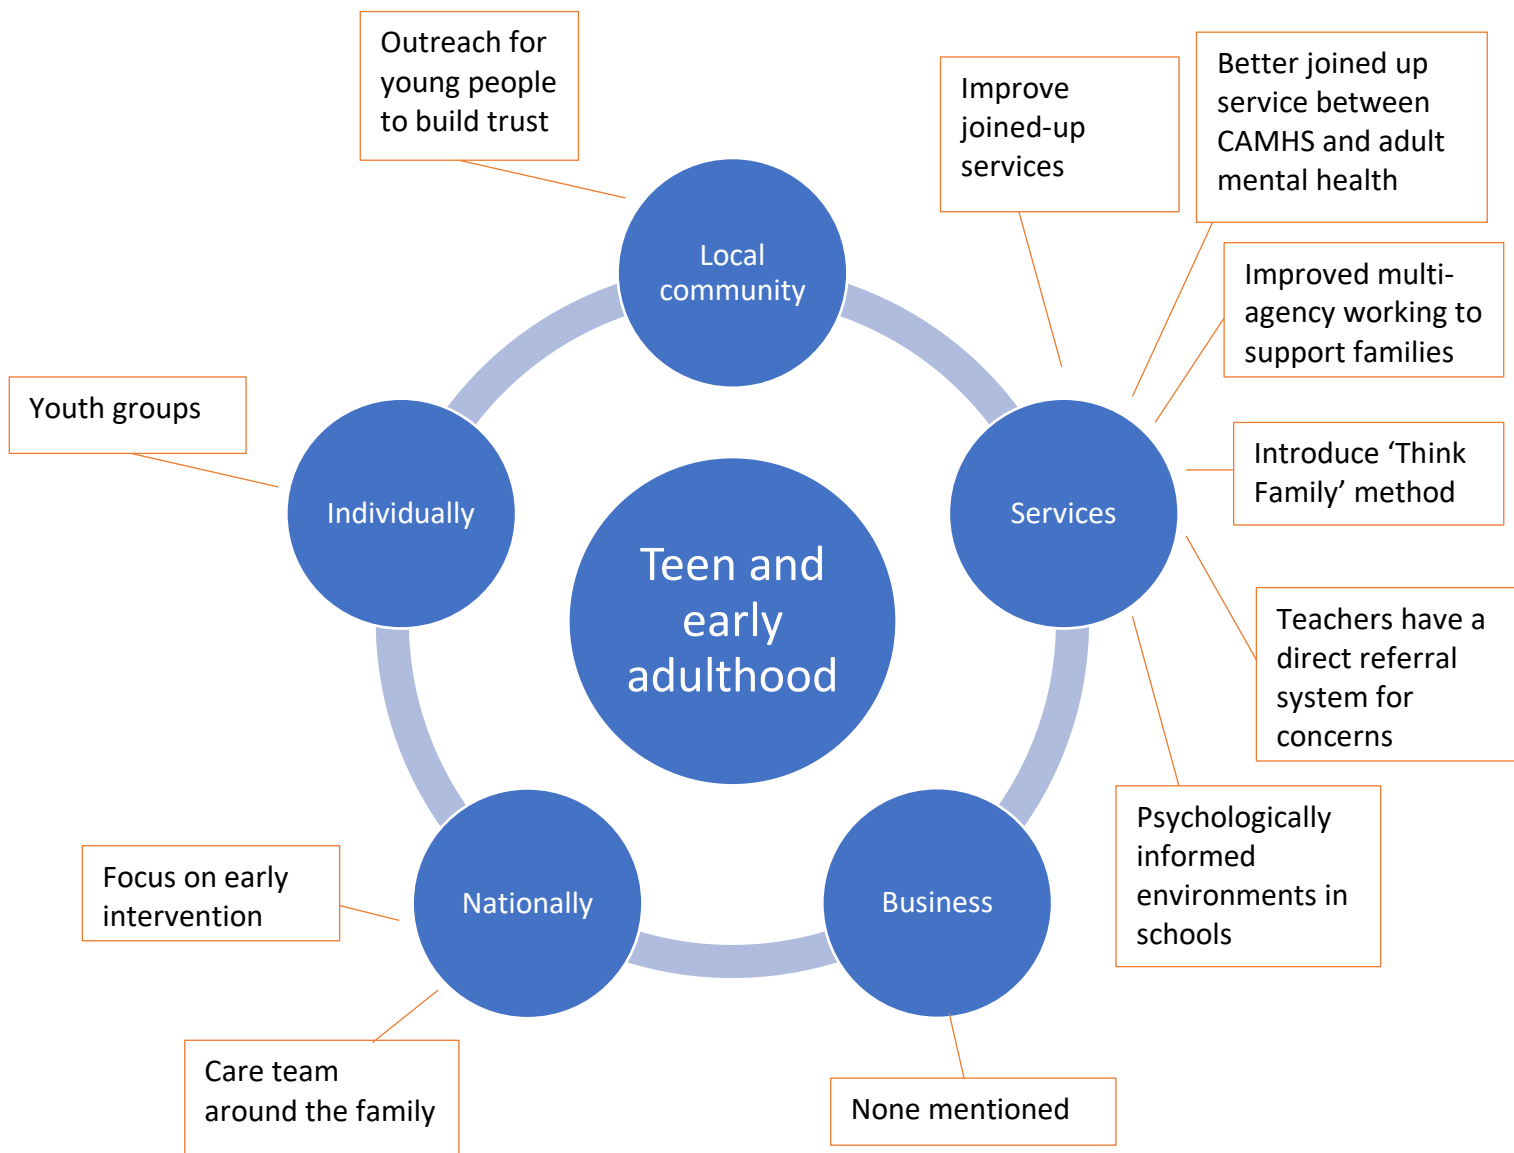 Outreach for
young people
to build trust
Improve
joined-up
services
Better joined up
service between
CAMHS and adult
mental health
Local
community
Improved multi-
agency working to
support families
Youth groups
Introduce ‘Think
Family’ method
Individually
Services
Teen and
early
adulthood
Teachers have a
direct referral
system for
concerns
Psychologically
informed
environments in
schools
Focus on early
intervention
Nationally
Business
Care team
around the family
None mentioned